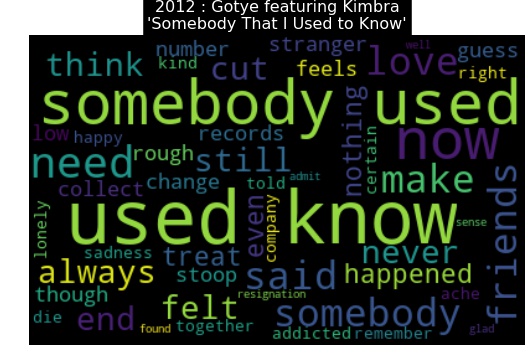 2012 : Gotye featuring Kimbra
'Somebody That I Used to Know'
number stranger well guess
think kind cut feels love right
somebody used
low happy records nothing certain now
need rough still make
collect change told admit
used know
lonely even company sense friends
sadness treat never
always stoop said happened
though felt resignation ache
die end found together somebody glad
addicted remember